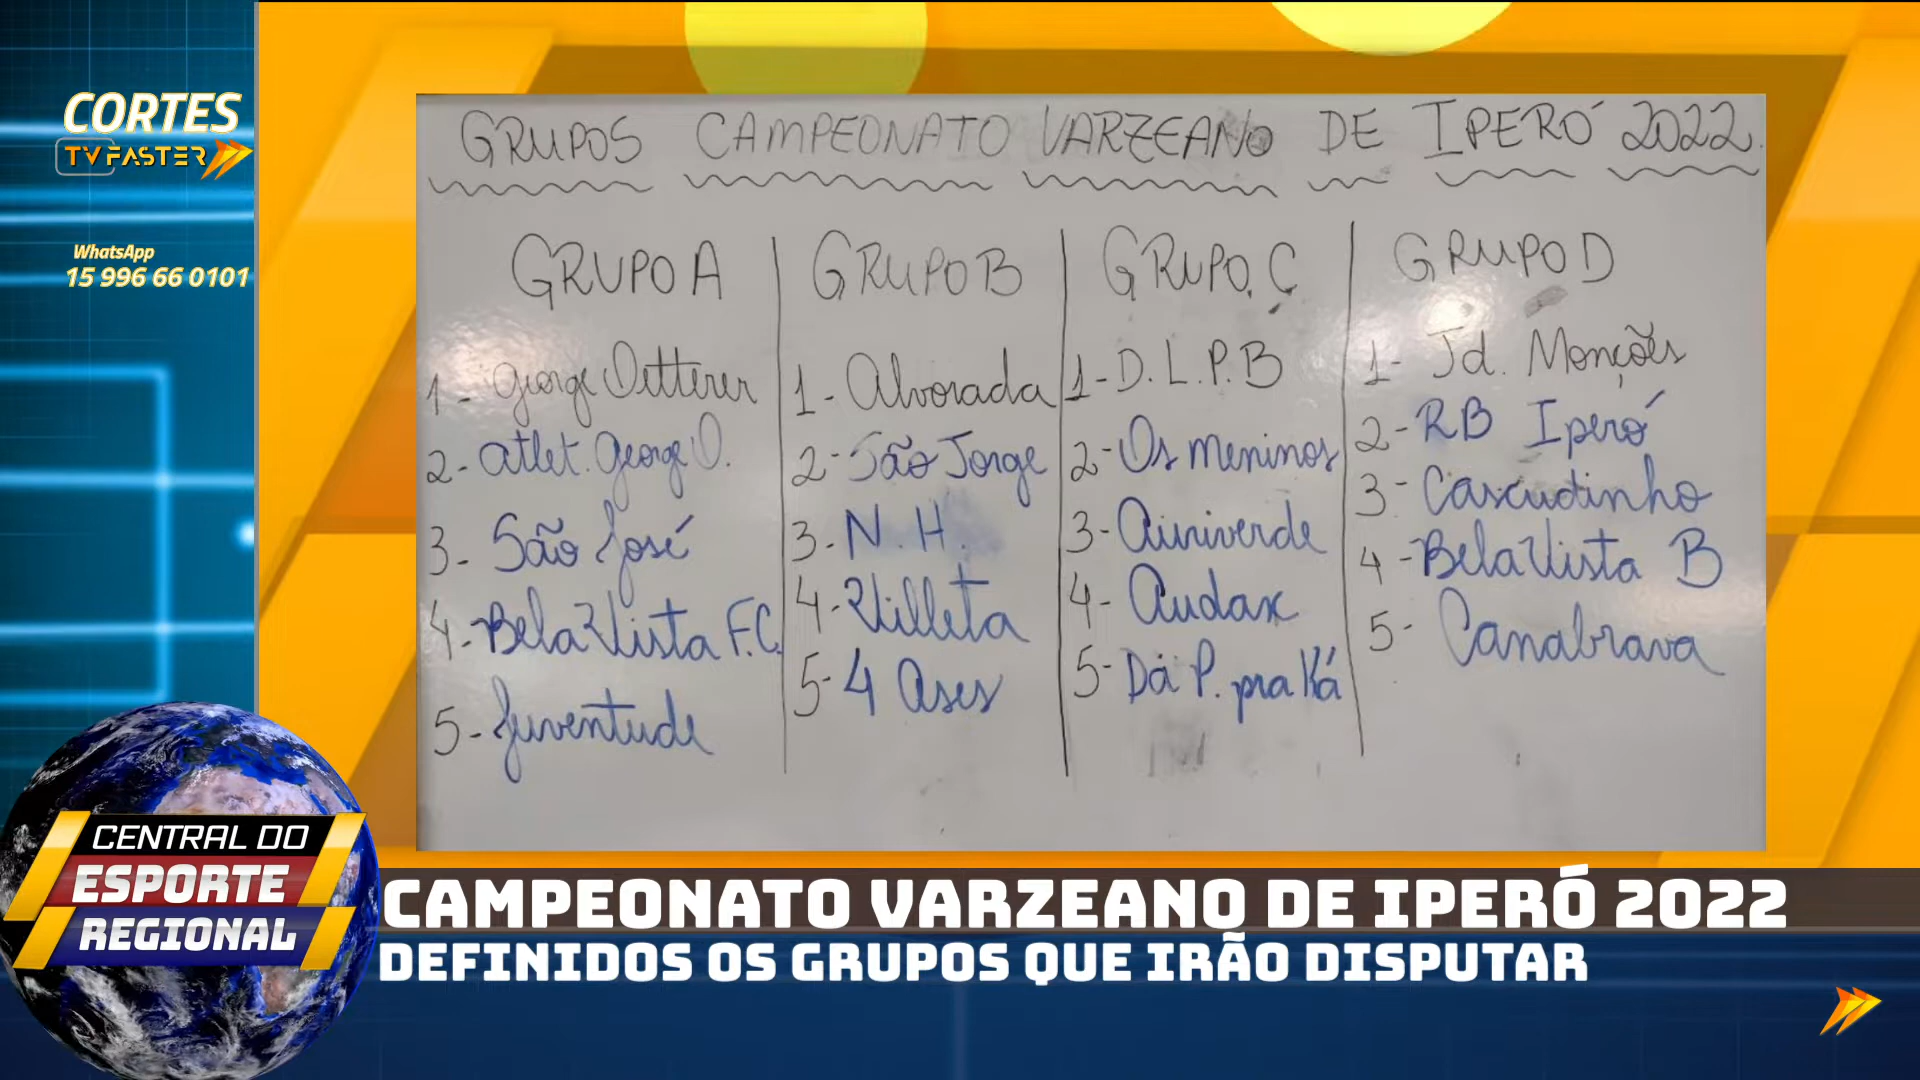 CORTES
TV FASTER
WhatsApp
15 996 66 0101
GRUPOS CAMPEONATO VARZEANO DE IPERÓ 2022
GRUPO A
1- George Oetterer
2- Atlet. George O.
3- São José
4- Bela Vista F.C.
5- Juventude
GRUPO B
1- Alvorada
2- São Jorge
3- N.H.
4- Villeta
5- 4 Ases
GRUPO C
1- D.L.P.B
2- Os meninos
3- Auriverde
4- Audax
5- Dá P. pra Ká
GRUPO D
1- Jd. Monções
2- RB Iperó
3- Cascudinho
4- Bela Vista B
5- Canabrava
CENTRAL DO
ESPORTE
REGIONAL
CAMPEONATO VARZEANO DE IPERÓ 2022
DEFINIDOS OS GRUPOS QUE IRÃO DISPUTAR